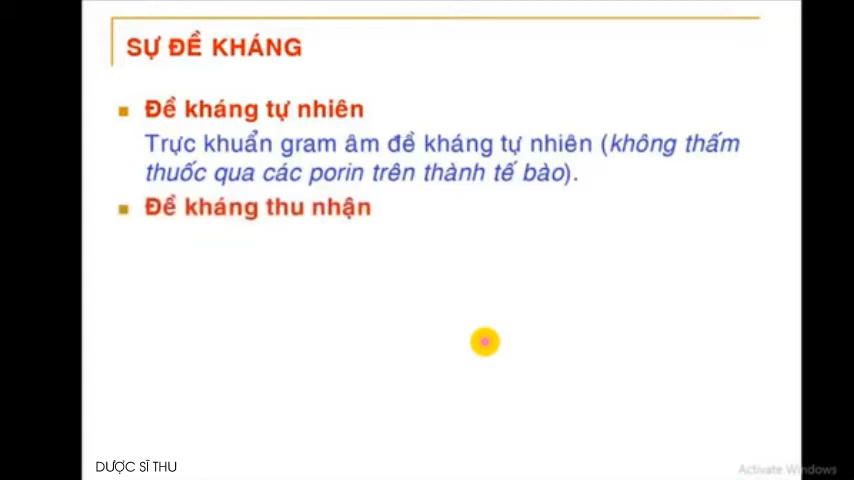 SỰ ĐỀ KHÁNG
Đề kháng tự nhiên
Trực khuẩn gram âm đề kháng tự nhiên (không thấm
thuốc qua các porin trên thành tế bào).
Đề kháng thu nhận
DƯỢC SĨ THU
Activate Windows